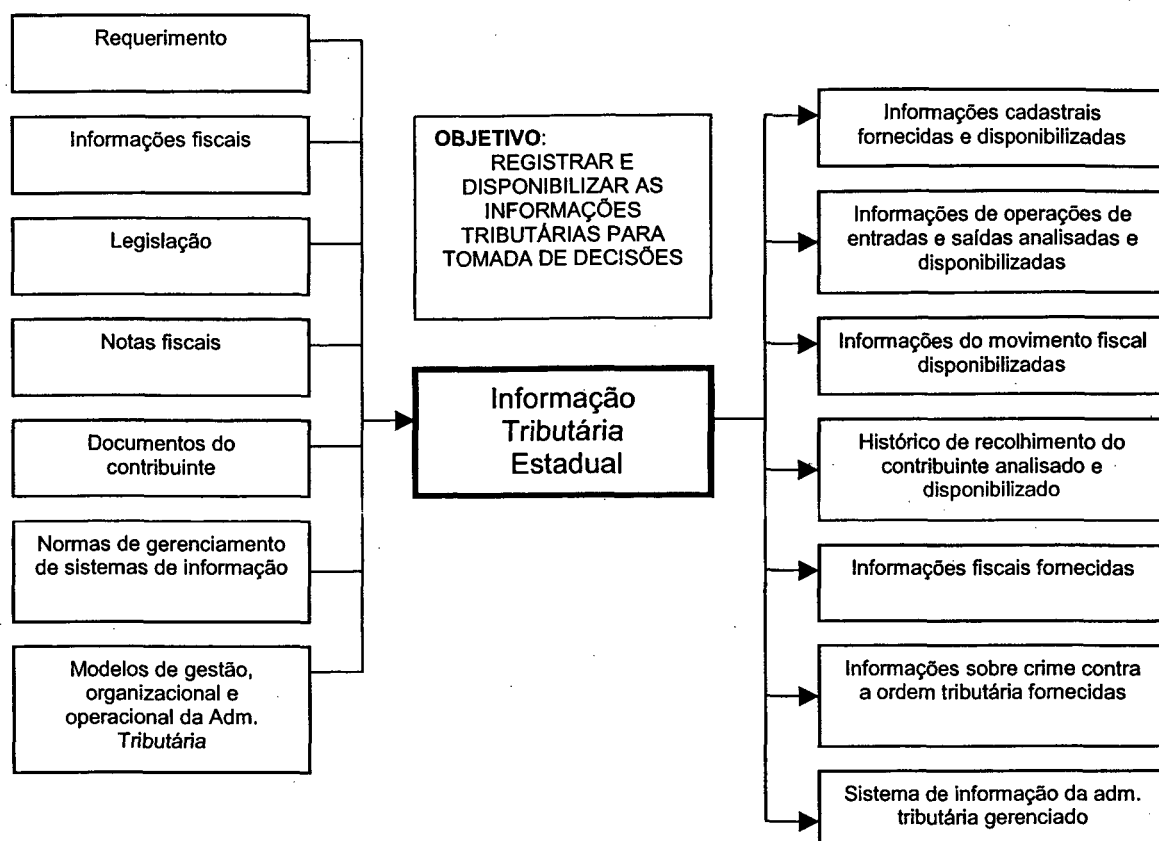 Requerimento
Informações fiscais
Legislação
Notas fiscais
Documentos do
contribuinte
Normas de gerenciamento
de sistemas de informação
Modelos de gestão,
organizacional e
operacional da Adm.
Tributária
OBJETIVO:
REGISTRAR E
DISPONIBILIZAR AS
INFORMAÇÕES
TRIBUTÁRIAS PARA
TOMADA DE DECISÕES
Informação
Tributária
Estadual
Informações cadastrais
fornecidas e disponibilizadas
Informações de operações de
entradas e saídas analisadas e
disponibilizadas
Informações do movimento fiscal
disponibilizadas
Histórico de recolhimento do
contribuinte analisado e
disponibilizado
Informações fiscais fornecidas
Informações sobre crime contra
a ordem tributária fornecidas
Sistema de informação da adm.
tributária gerenciado